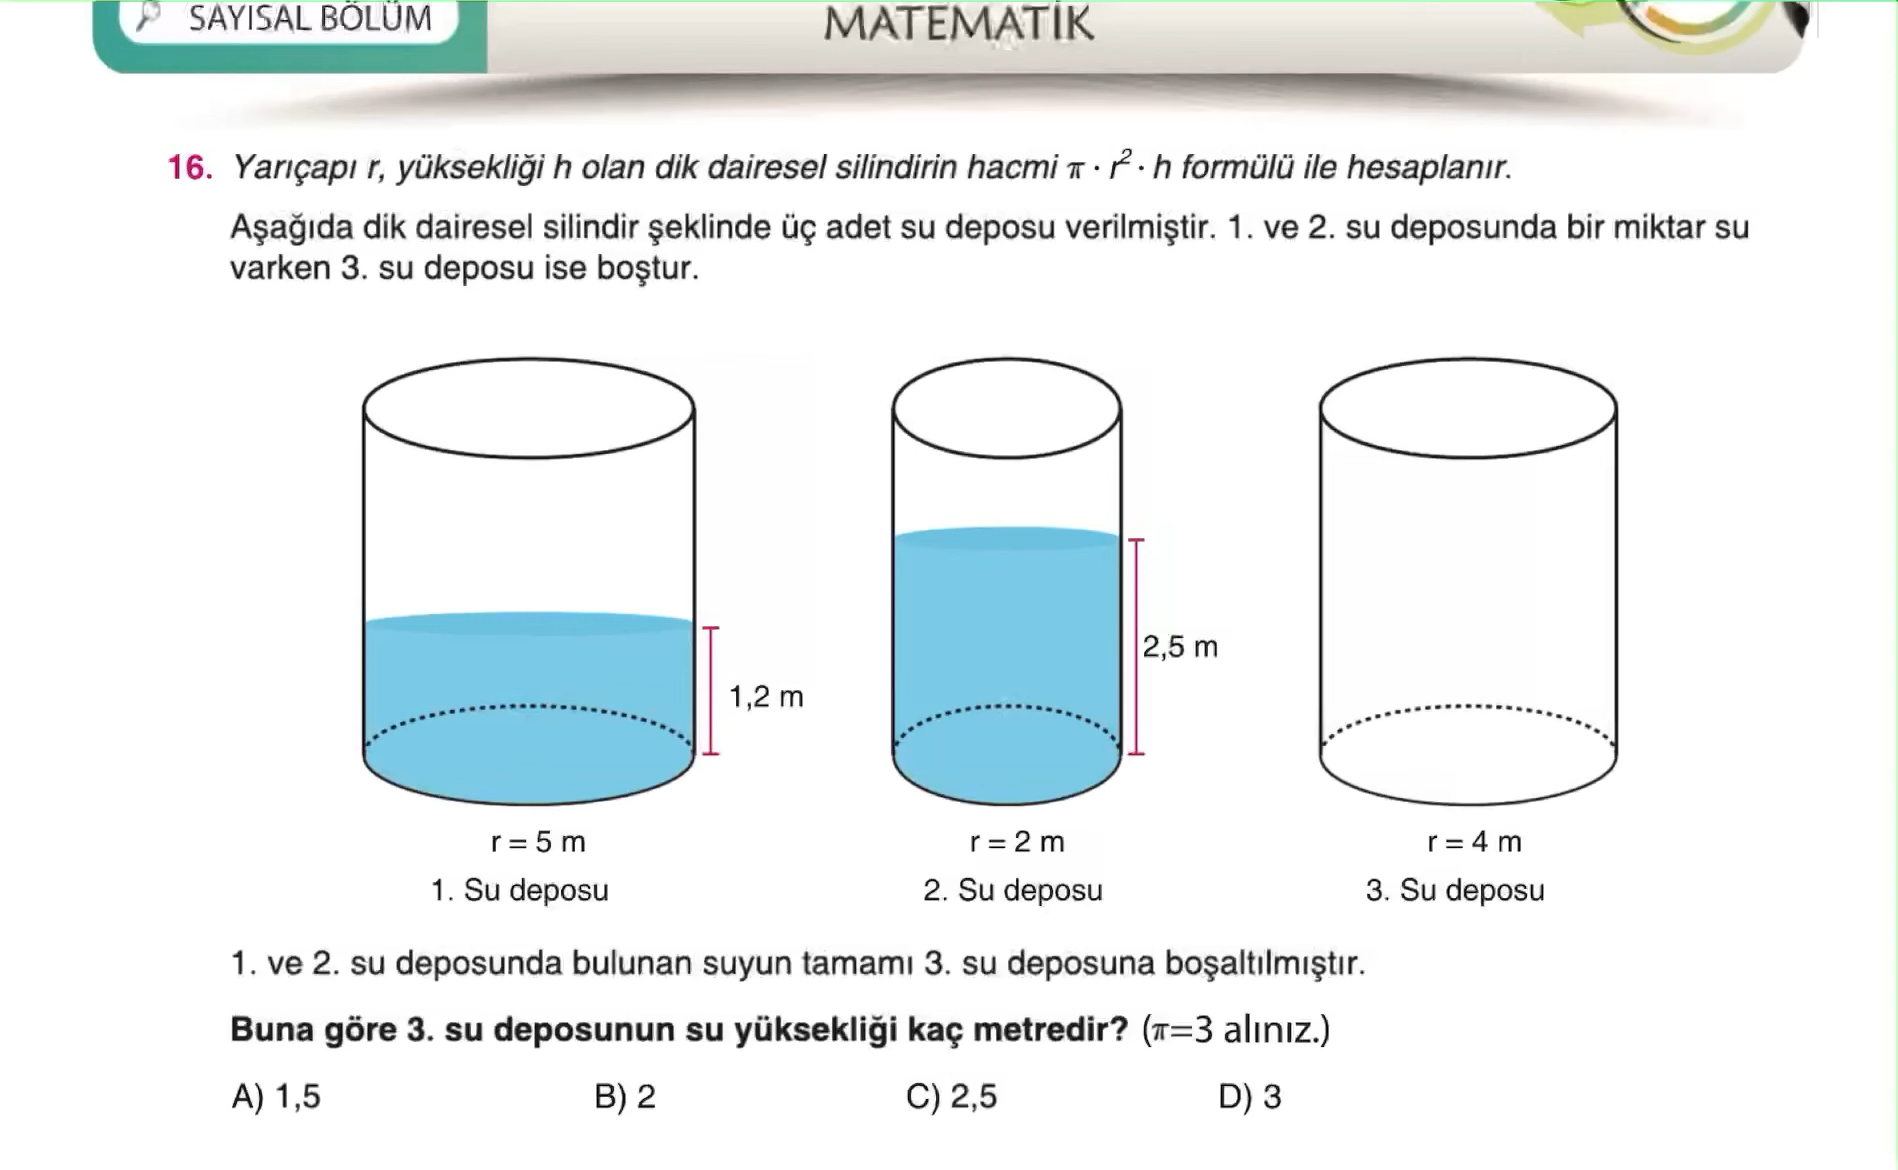 SAYISAL BÖLÜM
MATEMATİK
16. Yarıçapı r, yüksekliği h olan dik dairesel silindirin hacmi π · r² · h formülü ile hesaplanır.
Aşağıda dik dairesel silindir şeklinde üç adet su deposu verilmiştir. 1. ve 2. su deposunda bir miktar su
varken 3. su deposu ise boştur.
2,5 m
1,2 m
r = 5 m r = 2 m r = 4 m
1. Su deposu 2. Su deposu 3. Su deposu
1. ve 2. su deposunda bulunan suyun tamamı 3. su deposuna boşaltılmıştır.
Buna göre 3. su deposunun su yüksekliği kaç metredir? (π=3 alınız.)
A) 1,5 B) 2 C) 2,5 D) 3